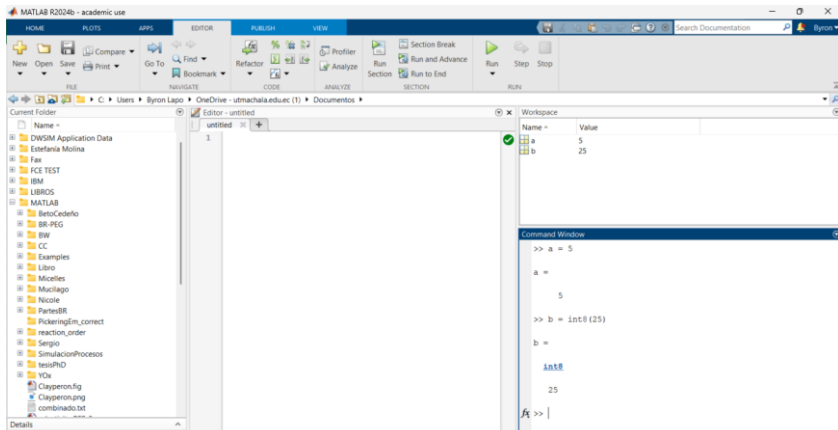 MATLAB R2024b - academic use
HOME PLOTS APPS EDITOR PUBLISH VIEW
Search Documentation Byron
New Open Save Compare Print
Go To Find Bookmark
Refactor
Profiler Analyze
Run Section Section Break Run and Advance Run to End
Run Step Stop
FILE NAVIGATE CODE ANALYZE SECTION RUN
C: Users Byron Lapo OneDrive - utmachala.edu.ec (1) Documentos
Current Folder
Name
DWSIM Application Data
Estefanía Molina
Fax
FCE TEST
IBM
LIBROS
MATLAB
BetoCedeño
BR-PEG
BW
CC
Examples
Libro
Micelles
Mucilago
Nicole
PartesBR
PickeringEm_correct
reaction_order
Sergio
SimulacionProcesos
tesisPhD
YOx
Clayperon.fig
Clayperon.png
combinado.txt
Details
Editor - untitled
untitled
1
Workspace
Name Value
a 5
b 25
Command Window
>> a = 5
a =
5
>> b = int8(25)
b =
int8
25
fx >>